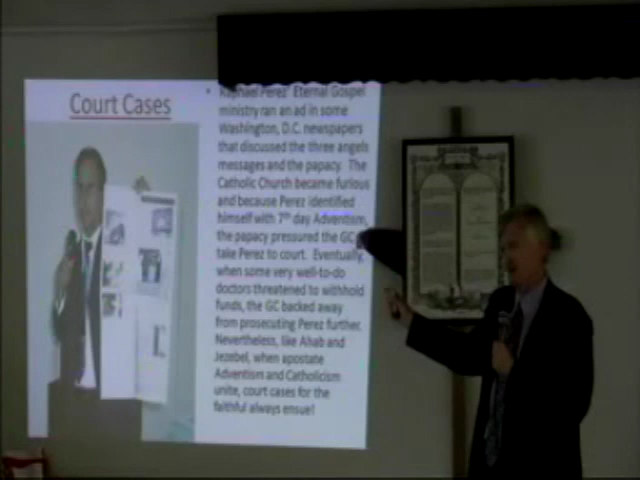 Court Cases
• Raphael Perez' Eternal Gospel
ministry ran an ad in some
Washington, D.C. newspapers
that discussed the three angels
messages and the papacy. The
Catholic Church became furious
and because Perez identified
himself with 7th day Adventism,
the papacy pressured the GC
take Perez to court. Eventually,
when some very well-to-do
doctors threatened to withhold
funds, the GC backed away
from prosecuting Perez further.
Nevertheless, like Ahab and
Jezebel, when apostate
Adventism and Catholicism
unite, court cases for the
faithful always ensue!